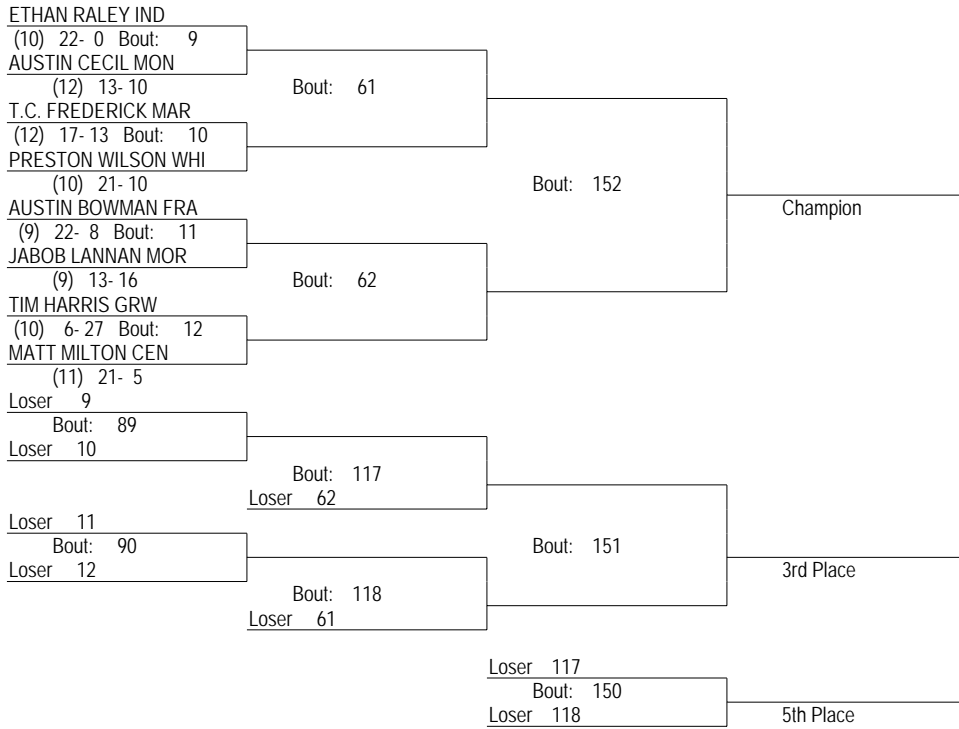 ETHAN RALEY IND
(10) 22- 0 Bout: 9
AUSTIN CECIL MON
(12) 13- 10
Bout: 61
T.C. FREDERICK MAR
(12) 17- 13 Bout: 10
PRESTON WILSON WHI
(10) 21- 10
Bout: 152
AUSTIN BOWMAN FRA
Champion
(9) 22- 8 Bout: 11
JABOB LANNAN MOR
(9) 13- 16
Bout: 62
TIM HARRIS GRW
(10) 6- 27 Bout: 12
MATT MILTON CEN
(11) 21- 5
Loser 9
Bout: 89
Loser 10
Bout: 117
Loser 62
Loser 11
Bout: 90
Bout: 151
Loser 12
3rd Place
Bout: 118
Loser 61
Loser 117
Bout: 150
Loser 118
5th Place